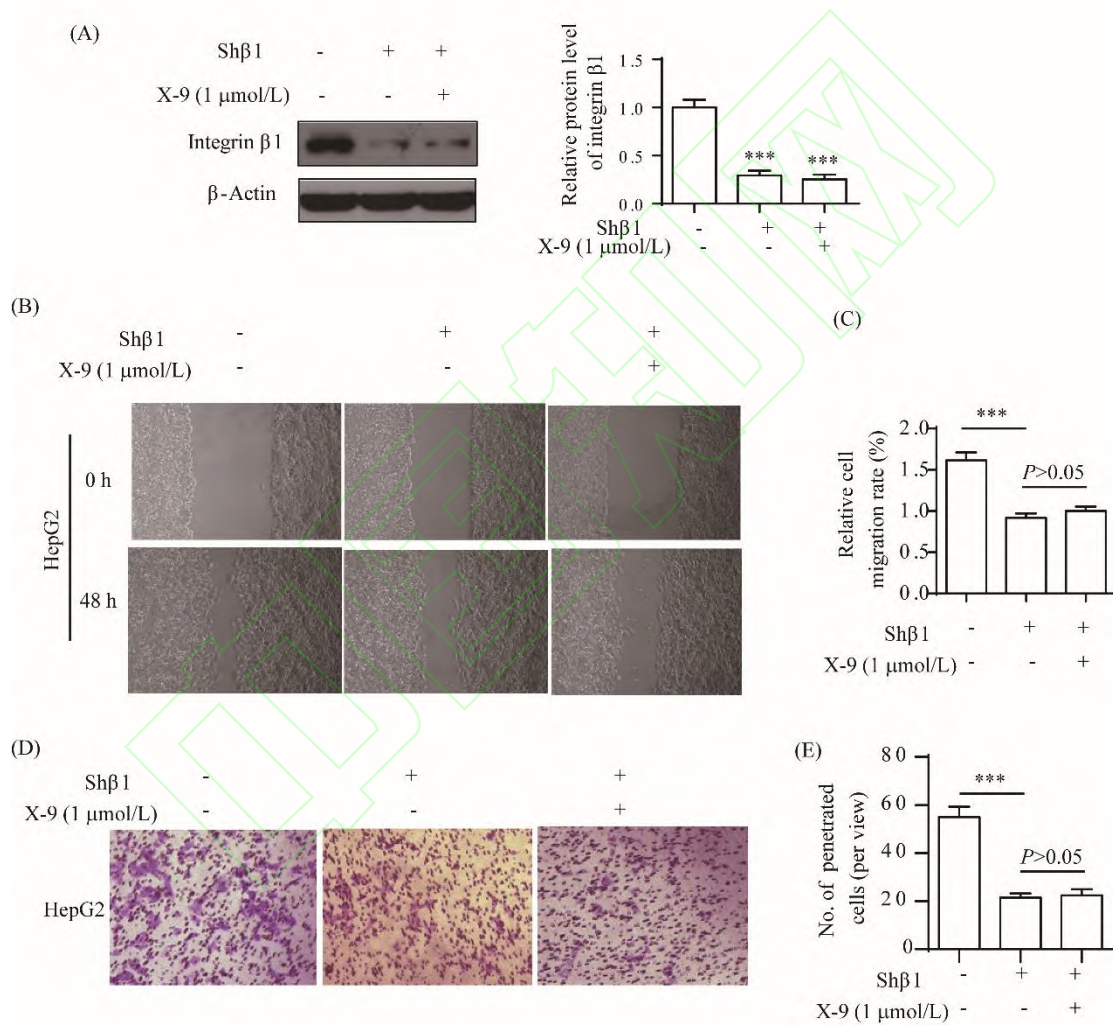 (A)
Shβ1 - + +
X-9 (1 μmol/L) - - +
Integrin β1
β-Actin
Relative protein level
of integrin β1
1.5
1.0
0.5
0.0
*** ***
Shβ1 - + +
X-9 (1 μmol/L) - - +
(B)
Shβ1 - + +
X-9 (1 μmol/L) - - +
HepG2
0 h
48 h
(C)
Relative cell
migration rate (%)
2.0
1.5
1.0
0.5
0.0
***
P>0.05
Shβ1 - + +
X-9 (1 μmol/L) - - +
(D)
Shβ1 - + +
X-9 (1 μmol/L) - - +
HepG2
(E)
No. of penetrated
cells (per view)
80
60
40
20
0
***
P>0.05
Shβ1 - + +
X-9 (1 μmol/L) - - +